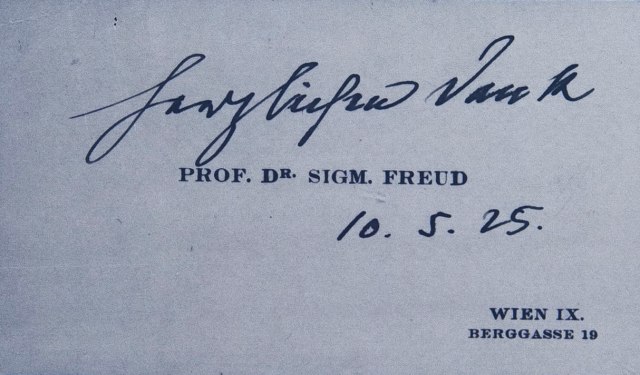 Herzlichen Dank
PROF. DR. SIGM. FREUD
10. 5. 25.
WIEN IX.
BERGGASSE 19